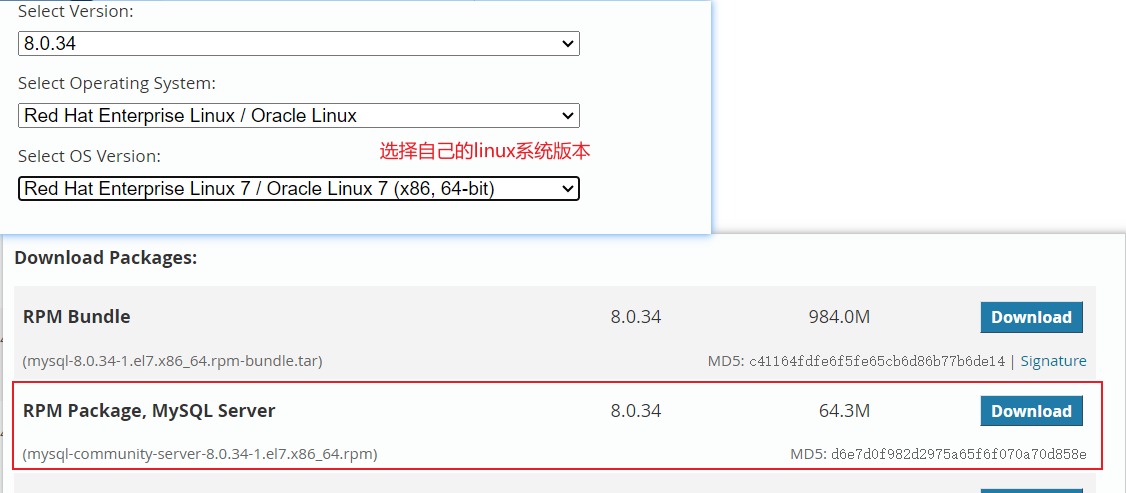 Select Version:
8.0.34
Select Operating System:
Red Hat Enterprise Linux / Oracle Linux
选择自己的linux系统版本
Select OS Version:
Red Hat Enterprise Linux 7 / Oracle Linux 7 (x86, 64-bit)
Download Packages:
RPM Bundle 8.0.34 984.0M Download
(mysql-8.0.34-1.el7.x86_64.rpm-bundle.tar) MD5: c41164fdfe6f5fe65cb6d86b77b6de14 | Signature
RPM Package, MySQL Server 8.0.34 64.3M Download
(mysql-community-server-8.0.34-1.el7.x86_64.rpm) MD5: d6e7d0f982d2975a65f6f070a70d858e